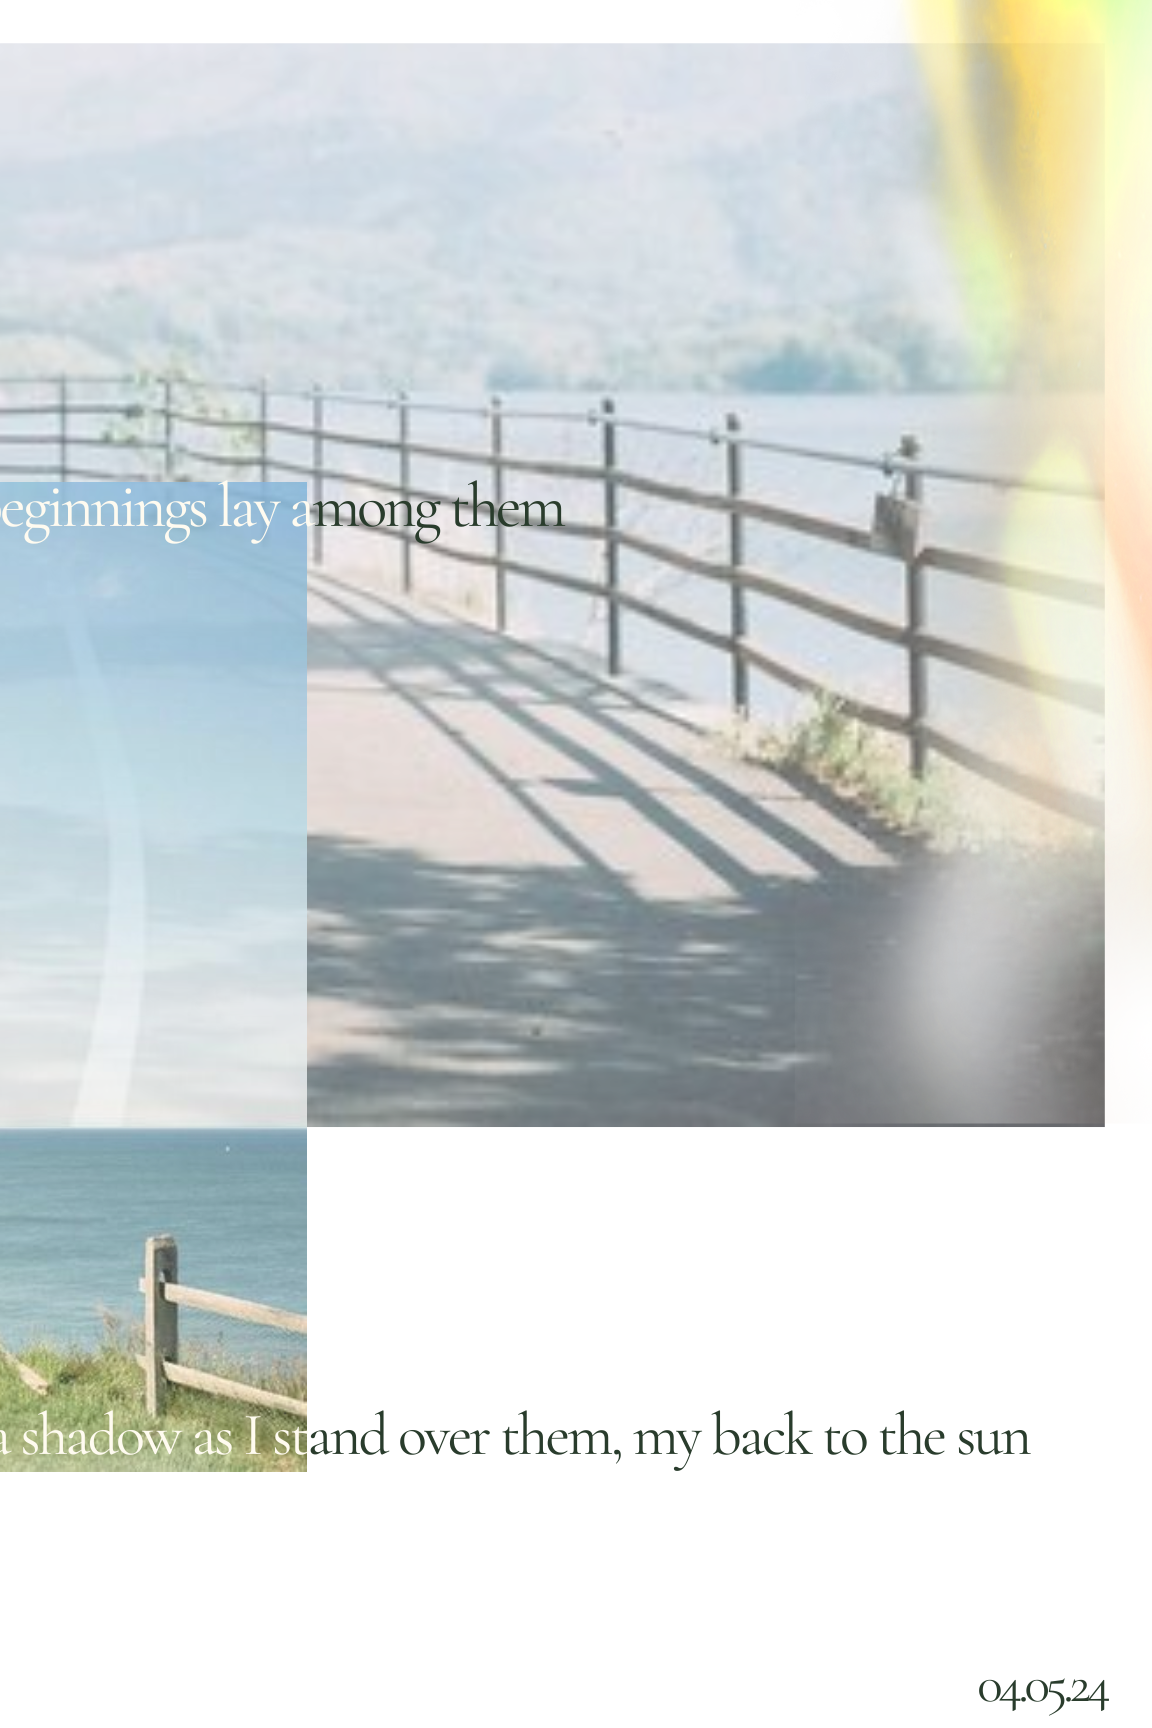 eginnings lay among them
a shadow as I stand over them, my back to the sun
04.05.24